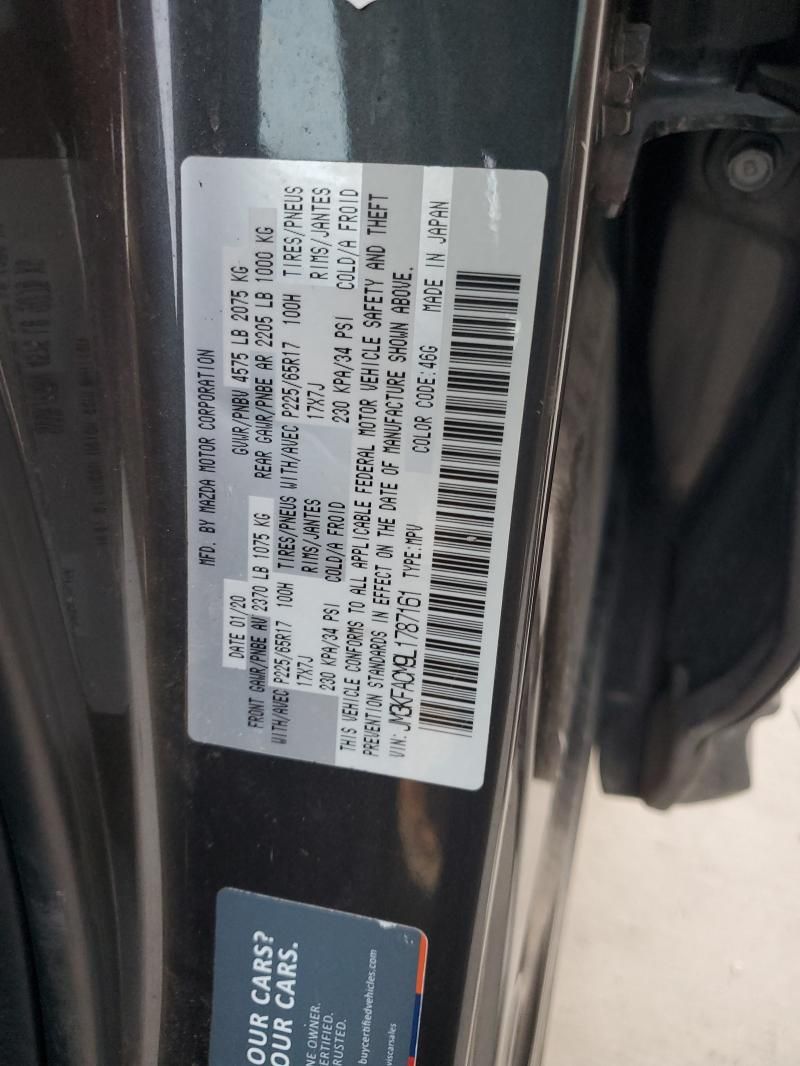 MFD. BY MAZDA MOTOR CORPORATION
DATE 01/20 GVWR/PNBV 4575 LB 2075 KG
FRONT GAWR/PNBE AV 2370 LB 1075 KG REAR GAWR/PNBE AR 2205 LB 1000 KG
WITH/AVEC P225/65R17 100H TIRES/PNEUS WITH/AVEC P225/65R17 100H TIRES/PNEUS
17X7J RIMS/JANTES 17X7J RIMS/JANTES
230 KPA/34 PSI COLD/A FROID 230 KPA/34 PSI COLD/A FROID
THIS VEHICLE CONFORMS TO ALL APPLICABLE FEDERAL MOTOR VEHICLE SAFETY AND THEFT
PREVENTION STANDARDS IN EFFECT ON THE DATE OF MANUFACTURE SHOWN ABOVE.
VIN: JM3KFACM9L1787161 TYPE:MPV COLOR CODE:46G MADE IN JAPAN
OUR CARS?
OUR CARS.
NE OWNER.
ERTIFIED.
RUSTED.
buycertifiedvehicles.com
viscarsales